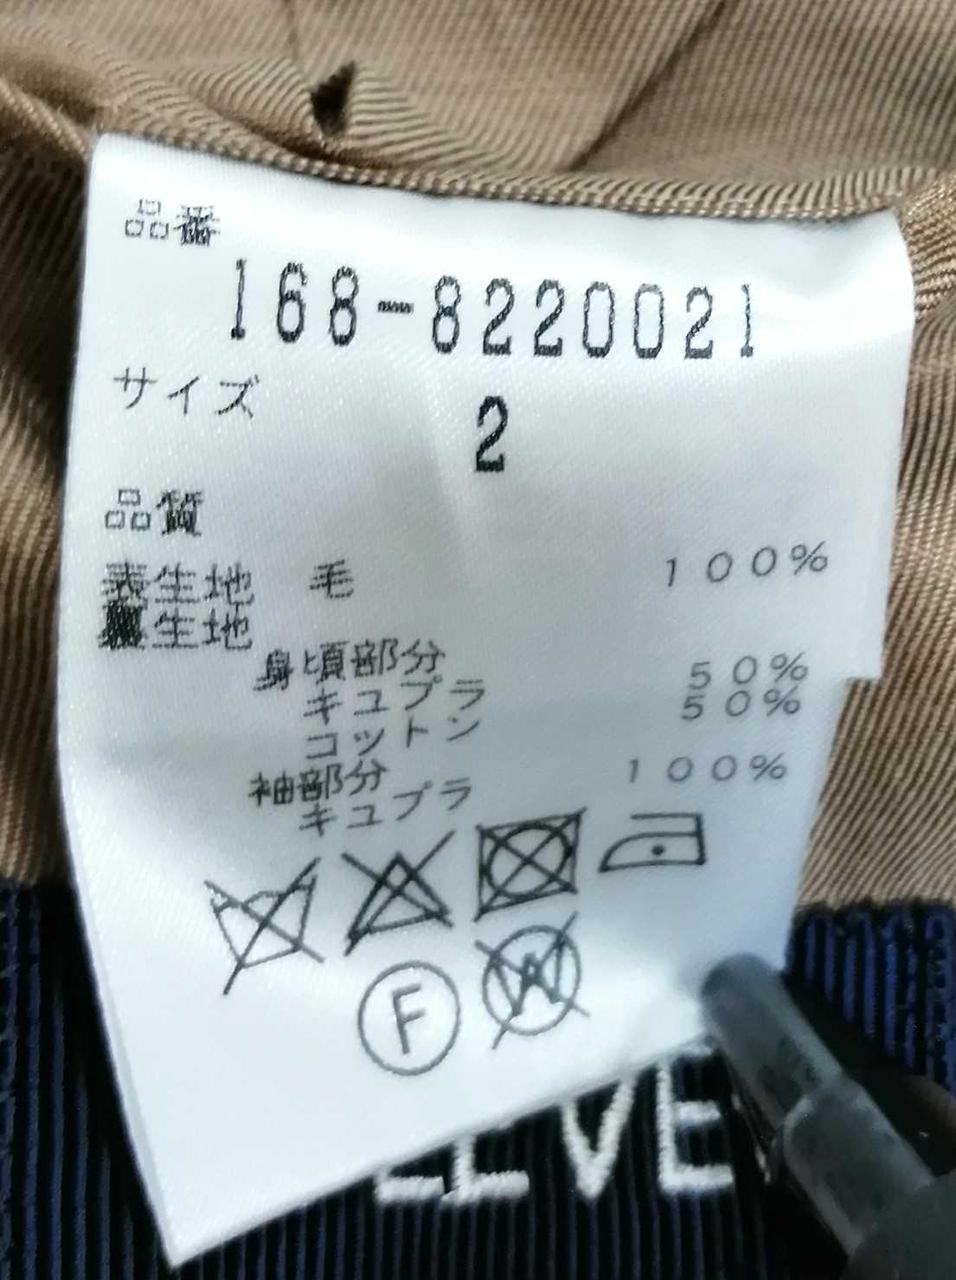 品番
168-8220021
サイズ 2
品質
表生地 毛 100%
裏生地
身頃部分
キュプラ 50%
コットン 50%
袖部分
キュプラ 100%
F W